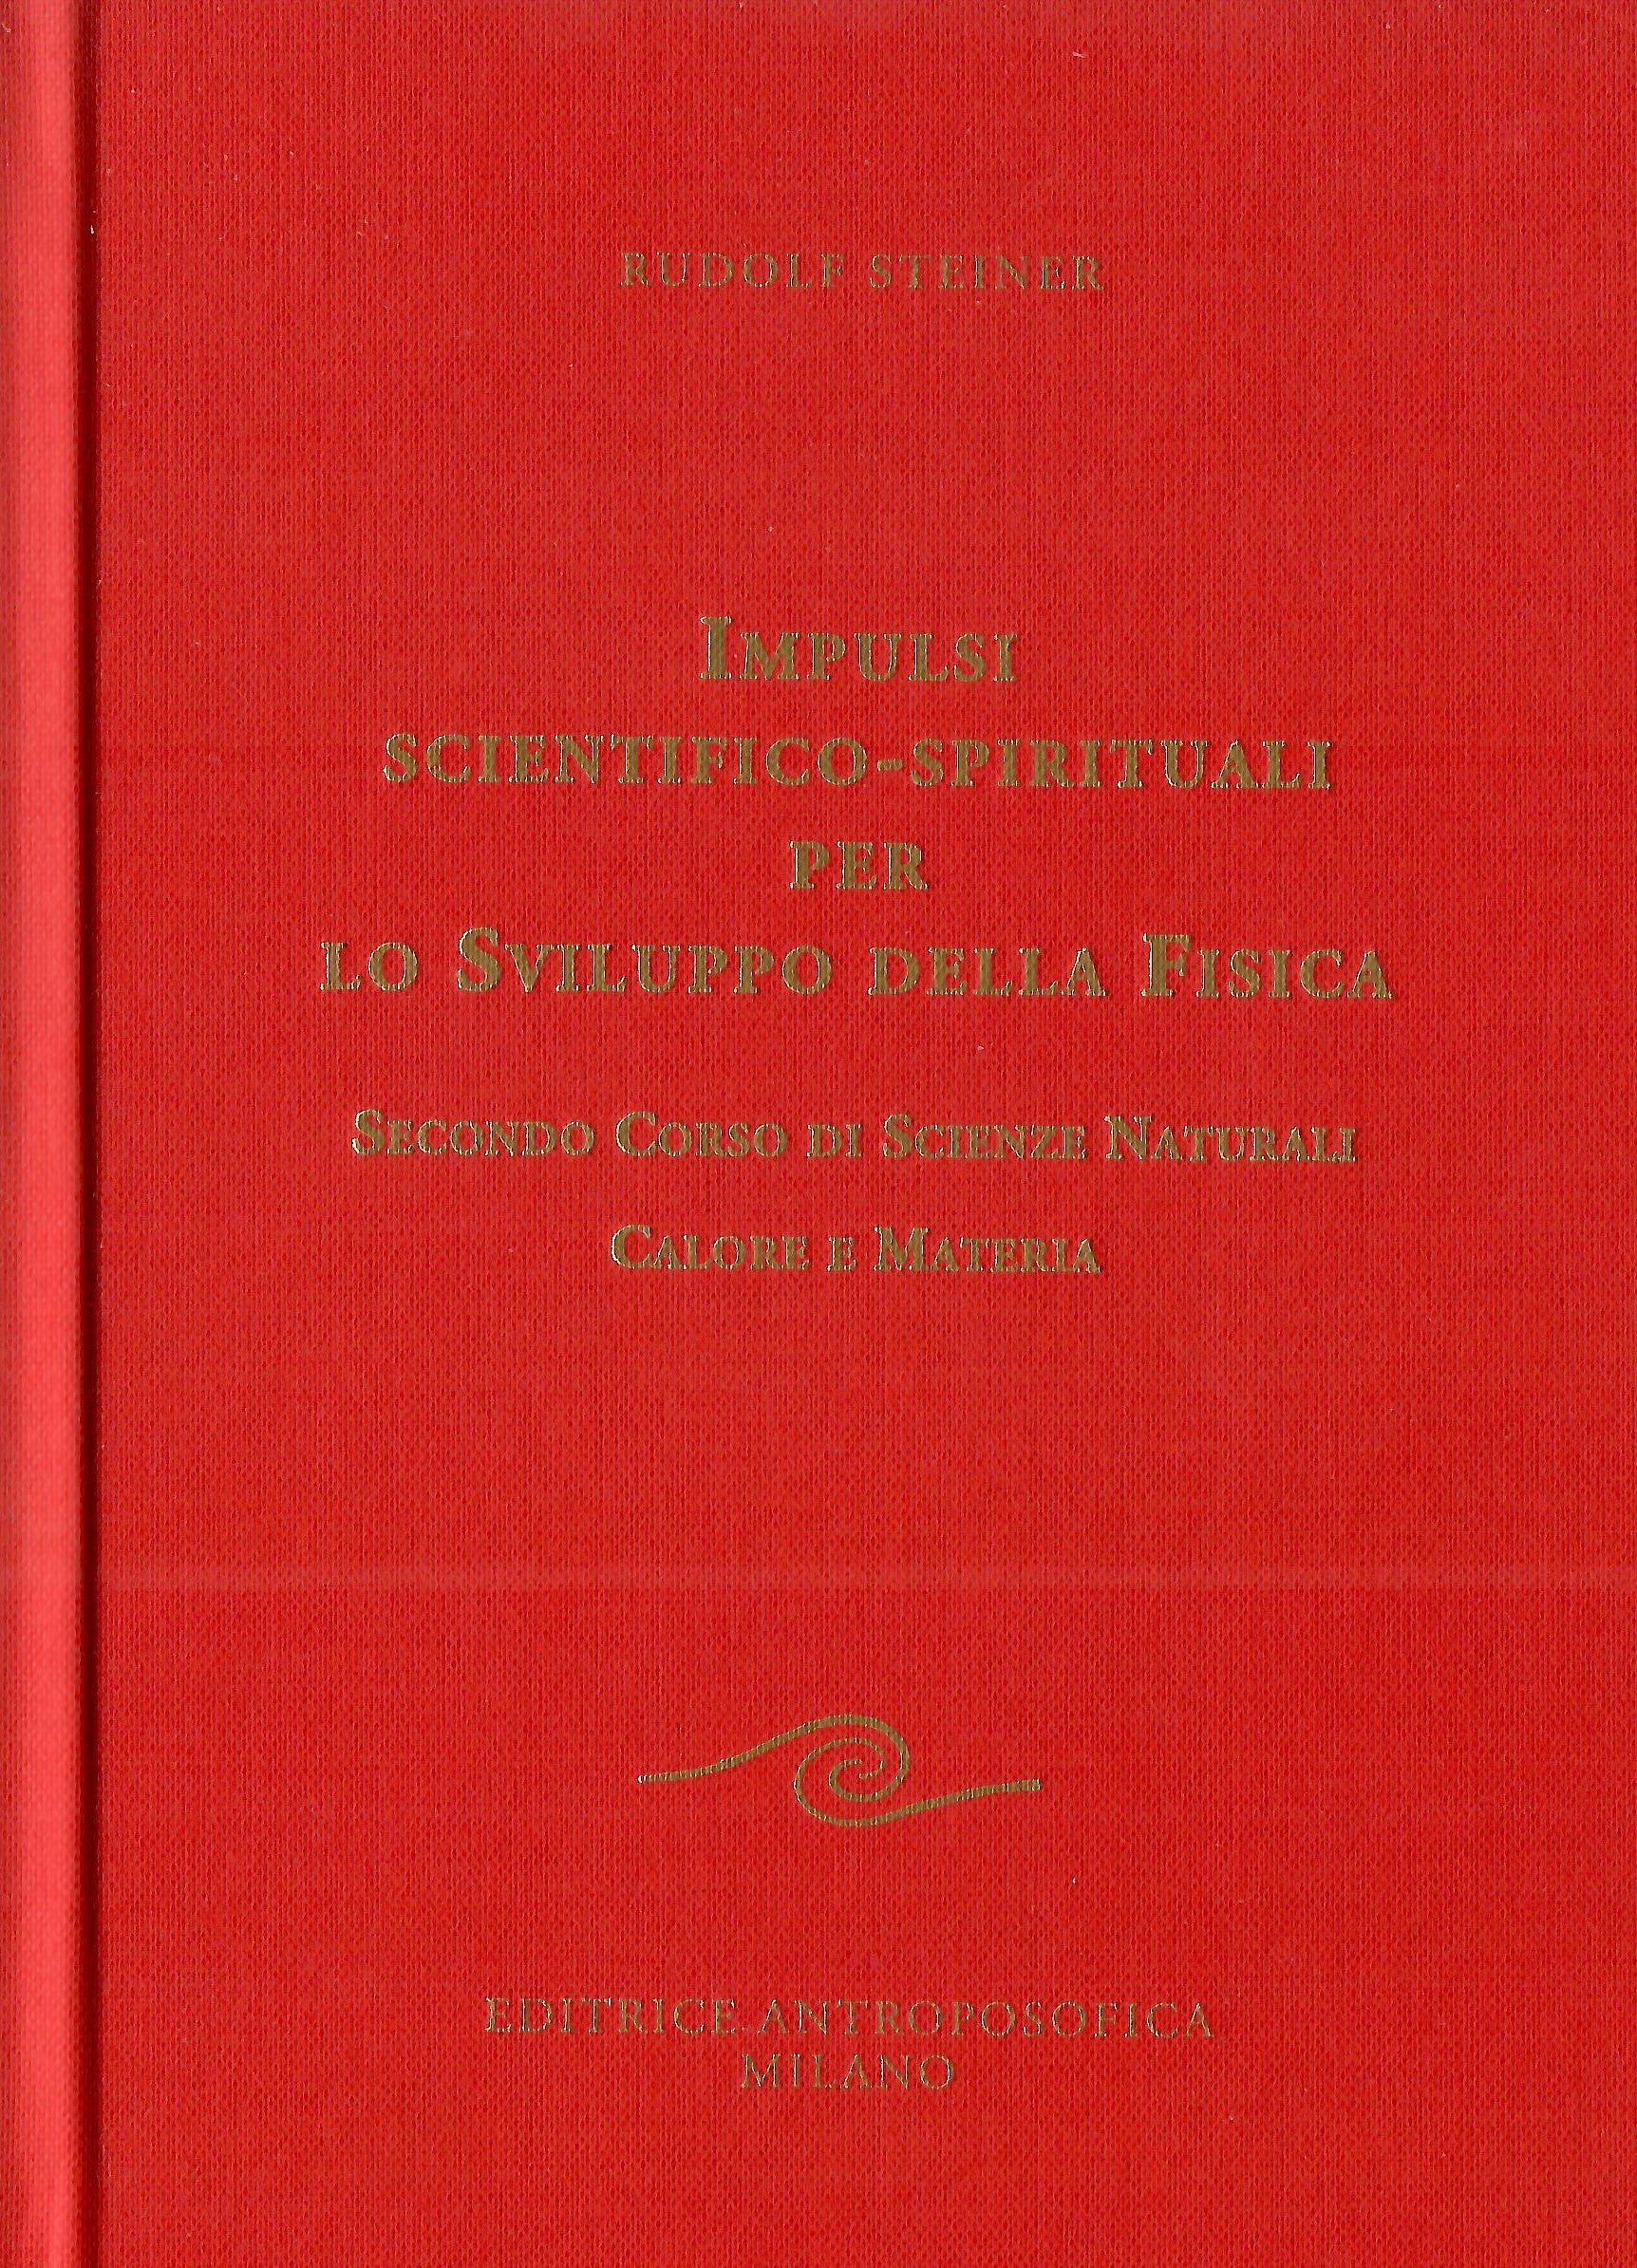 RUDOLF STEINER
IMPULSI
SCIENTIFICO-SPIRITUALI
PER
LO SVILUPPO DELLA FISICA
SECONDO CORSO DI SCIENZE NATURALI
CALORE E MATERIA
EDITRICE ANTROPOSOFICA
MILANO